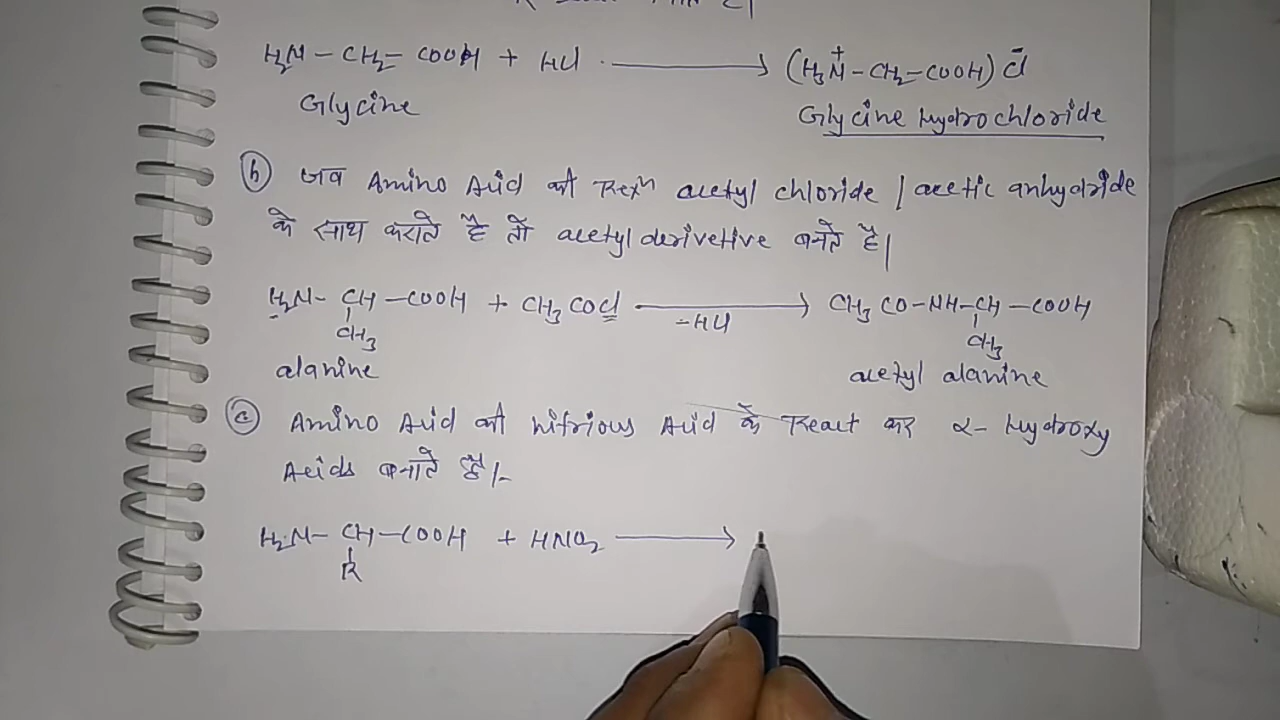 H₂N – CH₂ – COOH + HCl ⟶ (H₃N⁺ – CH₂ – COOH) Cl⁻
Glycine Glycine Hydrochloride
(b) जब Amino Acid की Rexⁿ acetyl chloride / acetic anhydride
के साथ कराते है तो acetyl derivetive बनते है।
H₂N – CH – COOH + CH₃COCl ⟶ CH₃CO – NH – CH – COOH
CH₃ –HCl CH₃
alanine acetyl alanine
(c) Amino Acid की Nitrious Acid के React कर α – Hydroxy
Acids बनाते है।-
H₂N – CH – COOH + HNO₂ ⟶
R